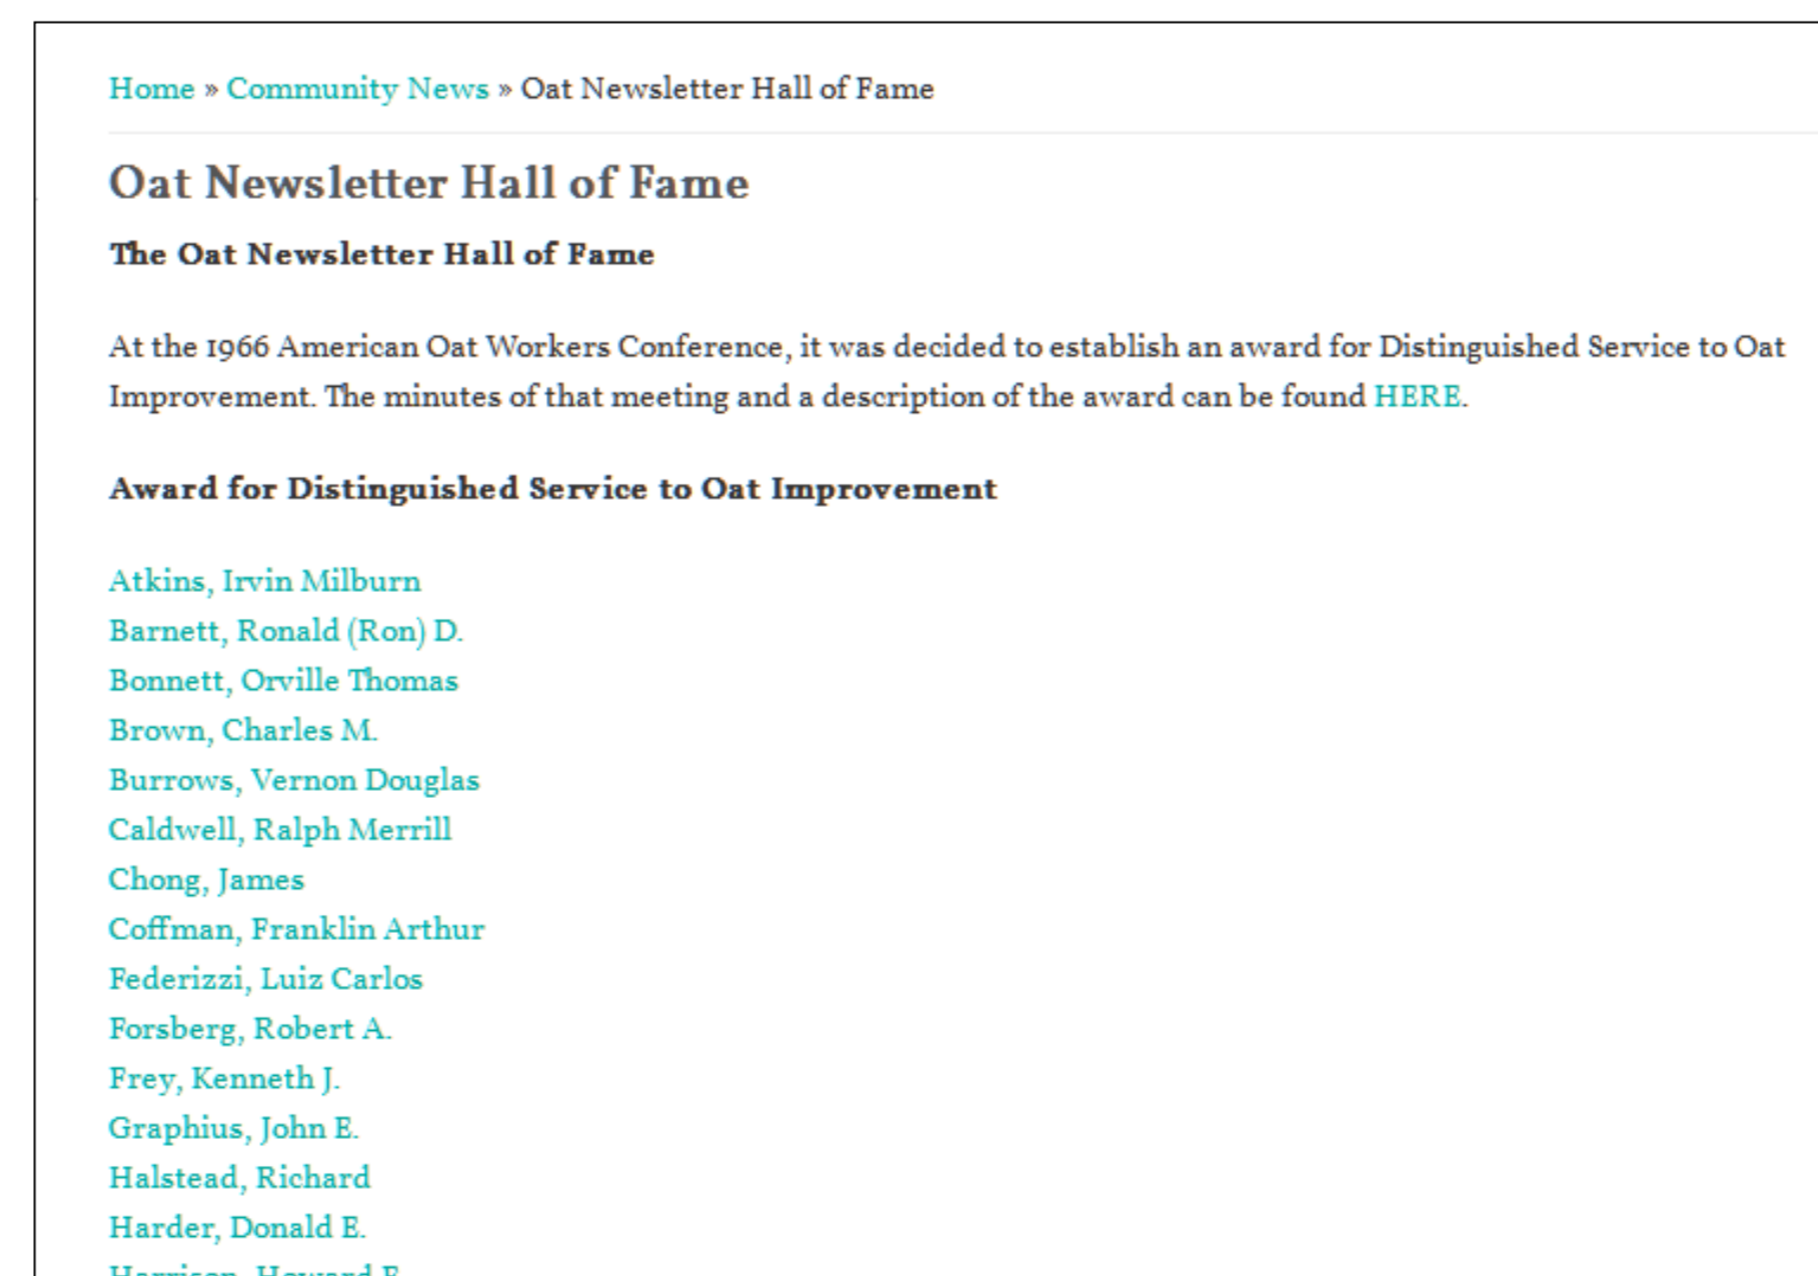 Home » Community News » Oat Newsletter Hall of Fame
Oat Newsletter Hall of Fame
The Oat Newsletter Hall of Fame
At the 1966 American Oat Workers Conference, it was decided to establish an award for Distinguished Service to Oat
Improvement. The minutes of that meeting and a description of the award can be found HERE.
Award for Distinguished Service to Oat Improvement
Atkins, Irvin Milburn
Barnett, Ronald (Ron) D.
Bonnett, Orville Thomas
Brown, Charles M.
Burrows, Vernon Douglas
Caldwell, Ralph Merrill
Chong, James
Coffman, Franklin Arthur
Federizzi, Luiz Carlos
Forsberg, Robert A.
Frey, Kenneth J.
Graphius, John E.
Halstead, Richard
Harder, Donald E.
Harrison, Howard